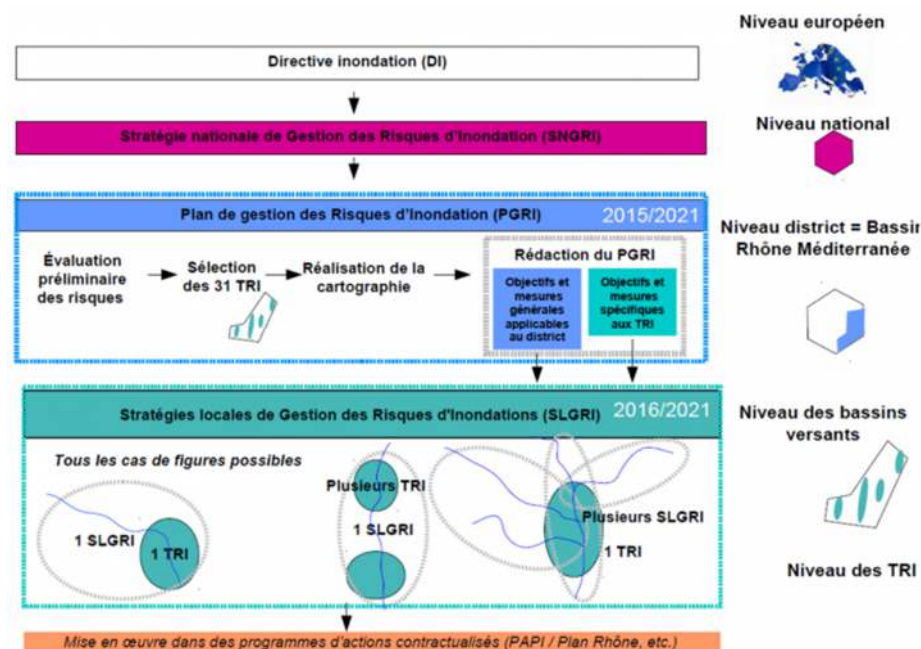 Niveau européen
Directive inondation (DI)
Niveau national
Stratégie nationale de Gestion des Risques d'Inondation (SNGRI)
Plan de gestion des Risques d'Inondation (PGRI)
2015/2021
Niveau district = Bassin
Rhône Méditerranée
Évaluation
préliminaire
des risques
Sélection
des 31 TRI
Réalisation de la
cartographie
Rédaction du PGRI
Objectifs et
mesures
générales
applicables
au district
Objectifs et
mesures
spécifiques
aux TRI
Stratégies locales de Gestion des Risques d'Inondations (SLGRI)
2016/2021
Niveau des bassins
versants
Tous les cas de figures possibles
1 SLGRI
1 TRI
Plusieurs TRI
1 SLGRI
Plusieurs SLGRI
1 TRI
Niveau des TRI
Mise en œuvre dans des programmes d'actions contractualisés (PAPI / Plan Rhône, etc.)